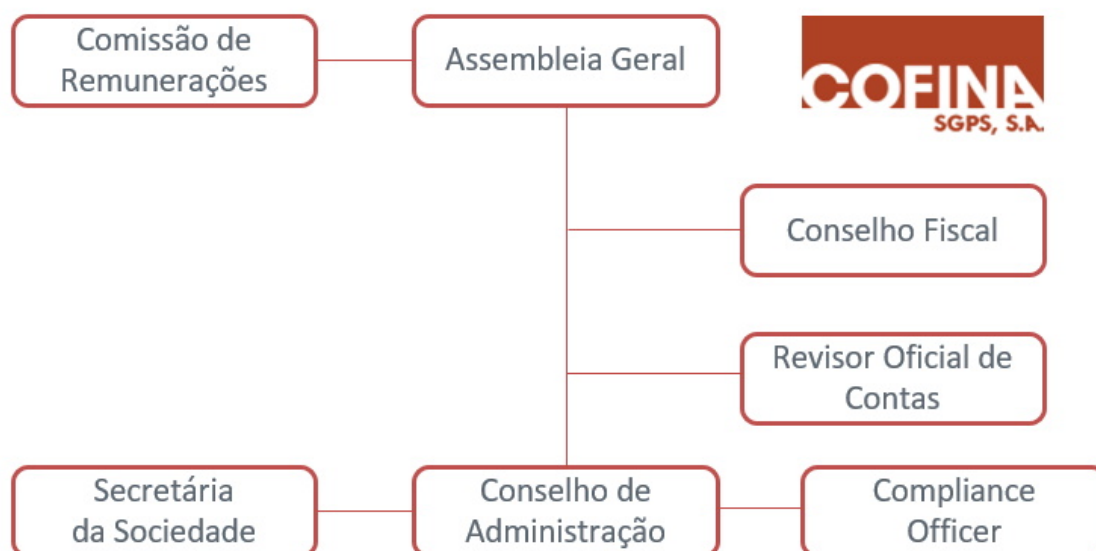 Comissão de
Remunerações
Assembleia Geral
COFINA
SGPS, S.A.
Conselho Fiscal
Revisor Oficial de
Contas
Secretária
da Sociedade
Conselho de
Administração
Compliance
Officer